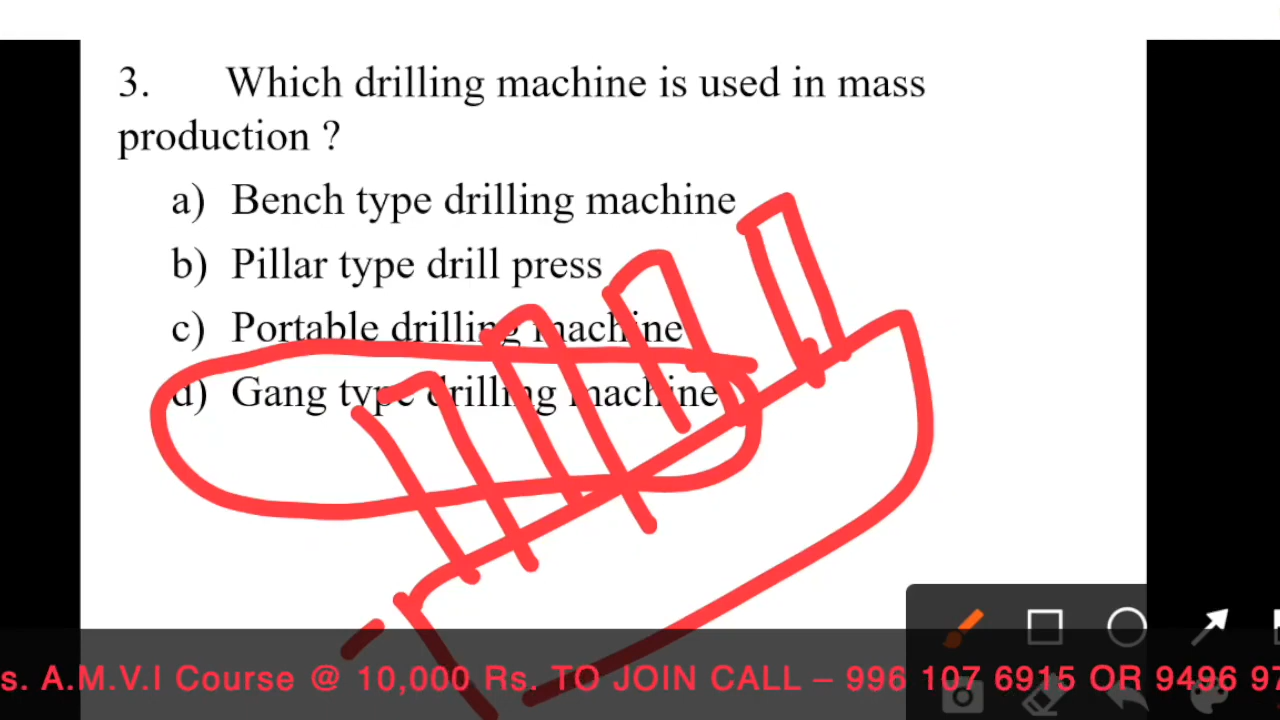 3. Which drilling machine is used in mass
production ?
a) Bench type drilling machine
b) Pillar type drill press
c) Portable drilling machine
d) Gang type drilling machine
s. A.M.V.I Course @ 10,000 Rs. TO JOIN CALL – 996 107 6915 OR 9496 97